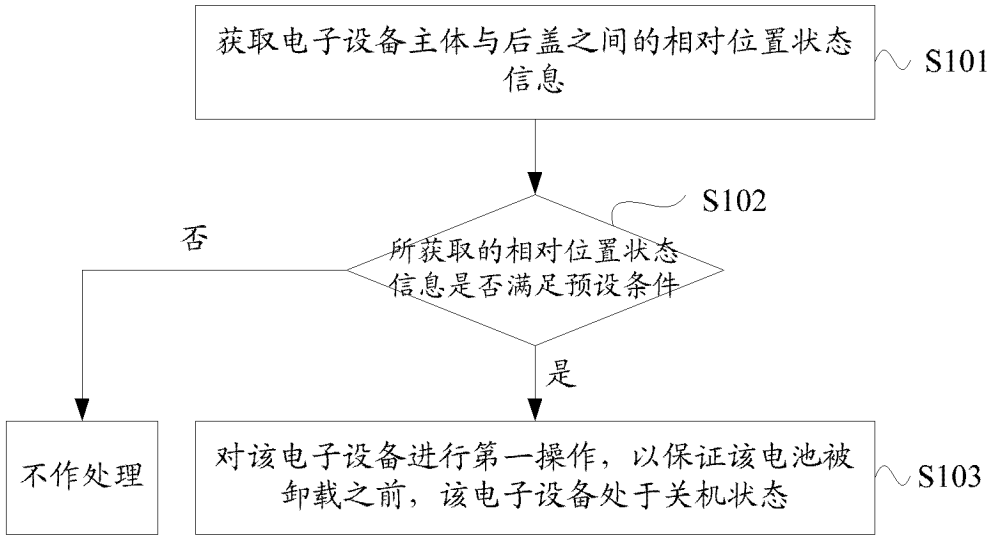 获取电子设备主体与后盖之间的相对位置状态
信息
S101
S102
所获取的相对位置状态
信息是否满足预设条件
否
是
不作处理
对该电子设备进行第一操作，以保证该电池被
卸载之前，该电子设备处于关机状态
S103